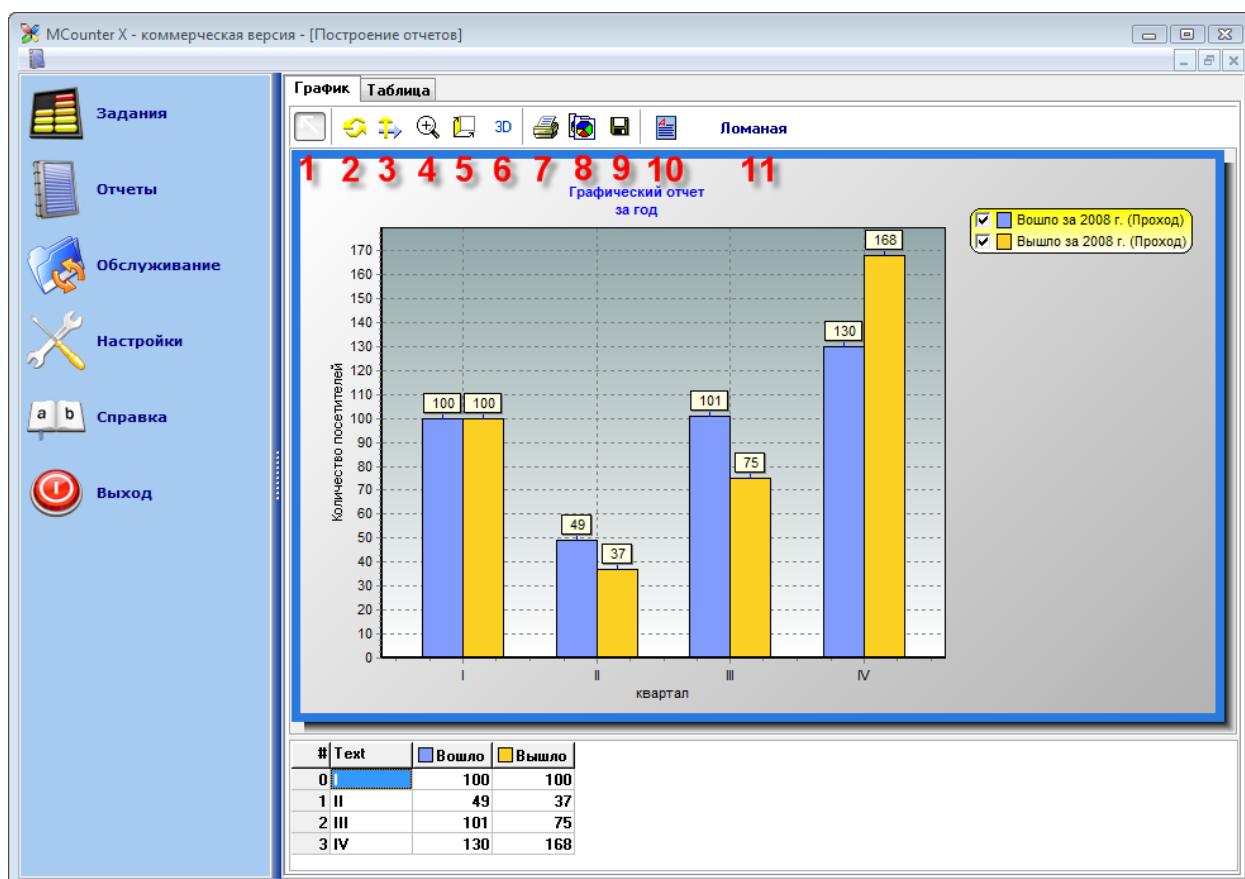 MCounter X - коммерческая версия - [Построение отчетов]
Задания
Отчеты
Обслуживание
Настройки
a b
Справка
Выход
График Таблица
3D Ломаная
1 2 3 4 5 6 7 8 9 10 11
Графический отчет
за год
Вошло за 2008 г. (Проход)
Вышло за 2008 г. (Проход)
Количество посетителей
170
160
150
140
130
120
110
100
90
80
70
60
50
40
30
20
10
0
100 100
49 37
101 75
130 168
I II III IV
квартал
# Text Вошло Вышло
0 I 100 100
1 II 49 37
2 III 101 75
3 IV 130 168